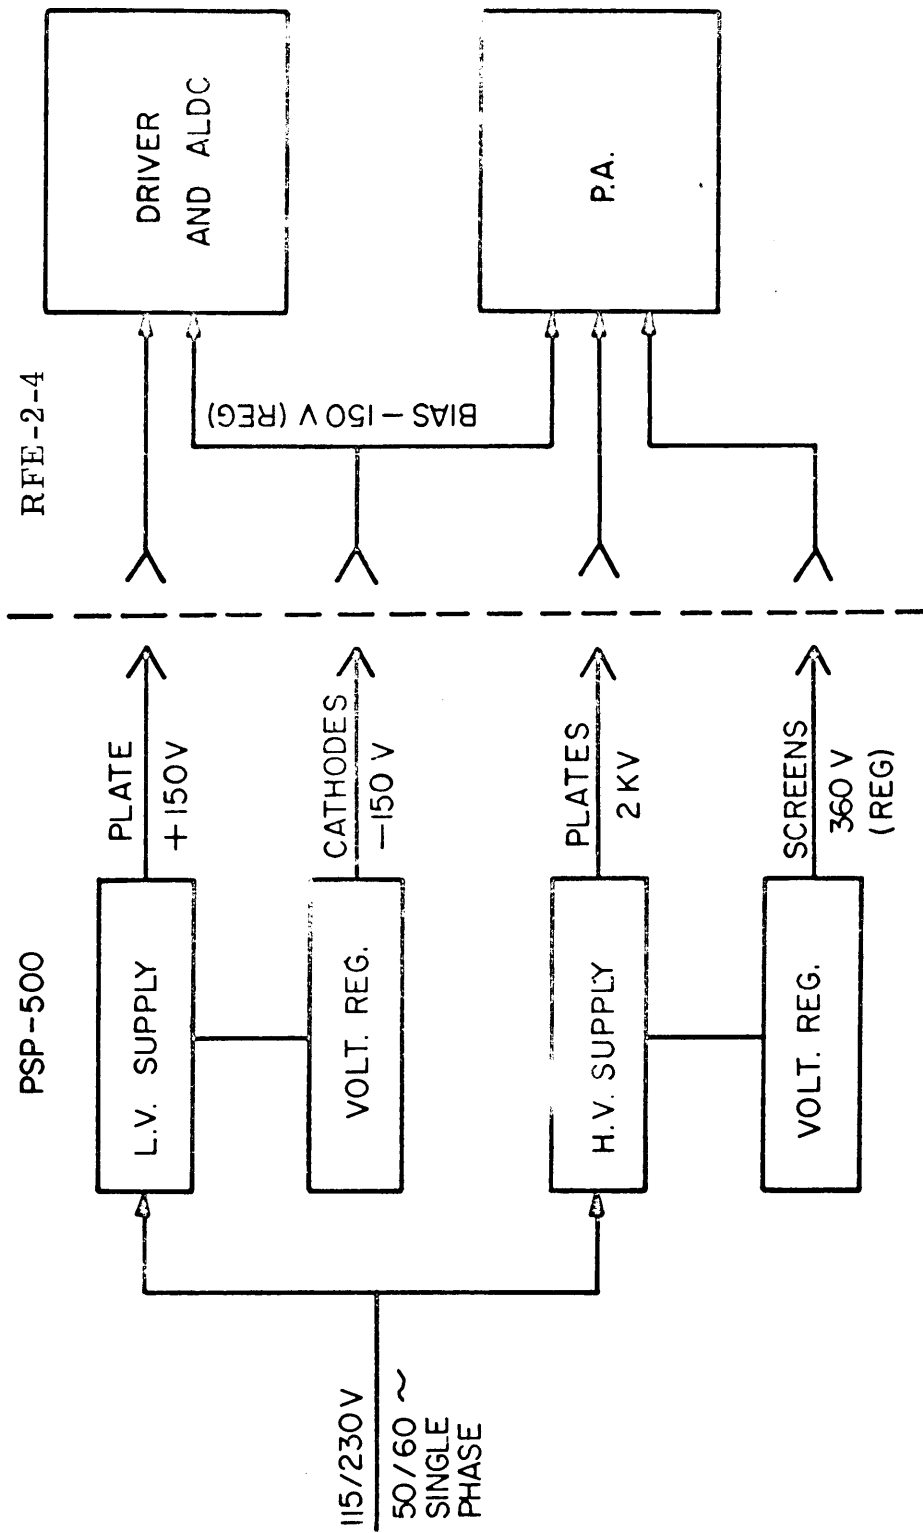 PSP-500
RFE-2-4
115/230V
50/60 ~
SINGLE
PHASE
L.V. SUPPLY
PLATE
+150V
DRIVER
AND ALDC
VOLT. REG.
CATHODES
-150 V
BIAS -150 V (REG)
H.V. SUPPLY
PLATES
2 KV
P.A.
VOLT. REG.
SCREENS
360 V
(REG)